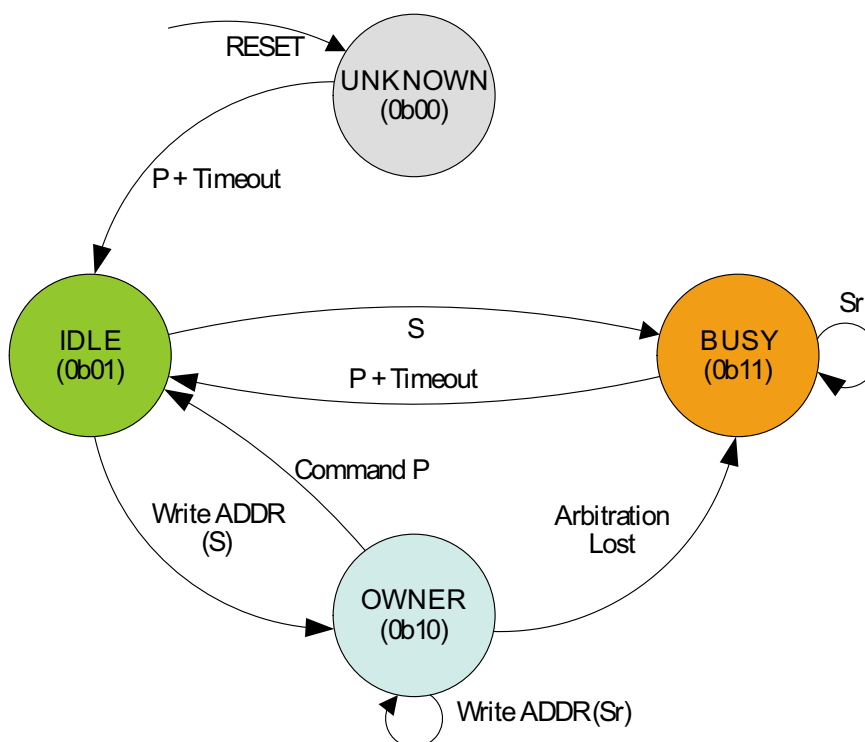 RESET
UNKNOWN
(0b00)
P + Timeout
IDLE
(0b01)
S
BUSY
(0b11)
Sr
P + Timeout
Command P
Write ADDR
(S)
Arbitration
Lost
OWNER
(0b10)
Write ADDR(Sr)